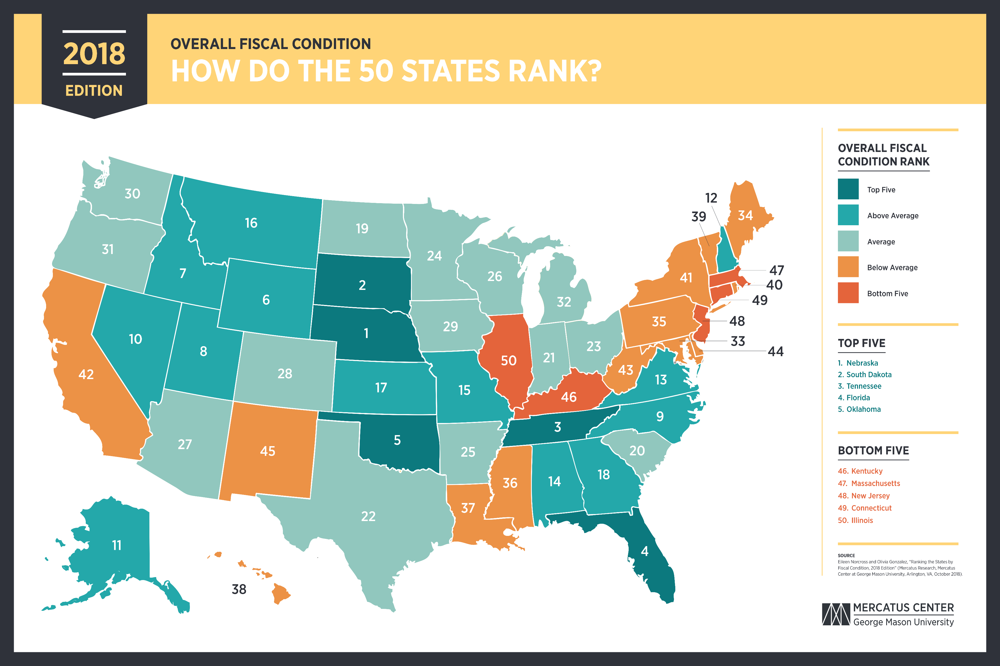 2018
EDITION
OVERALL FISCAL CONDITION
HOW DO THE 50 STATES RANK?
30
31
7
16
19
24
26
32
12
39
34
41
47
40
49
2
6
1
29
35
48
33
44
10
8
28
42
50
21
23
43
13
17
15
46
9
3
27
45
5
25
20
36
14
18
37
22
11
38
4
OVERALL FISCAL
CONDITION RANK
Top Five
Above Average
Average
Below Average
Bottom Five
TOP FIVE
1. Nebraska
2. South Dakota
3. Tennessee
4. Florida
5. Oklahoma
BOTTOM FIVE
46. Kentucky
47. Massachusetts
48. New Jersey
49. Connecticut
50. Illinois
SOURCE
Eileen Norcross and Olivia Gonzalez, “Ranking the States by
Fiscal Condition, 2018 Edition” (Mercatus Research, Mercatus
Center at George Mason University, Arlington, VA, October 2018).
MERCATUS CENTER
George Mason University